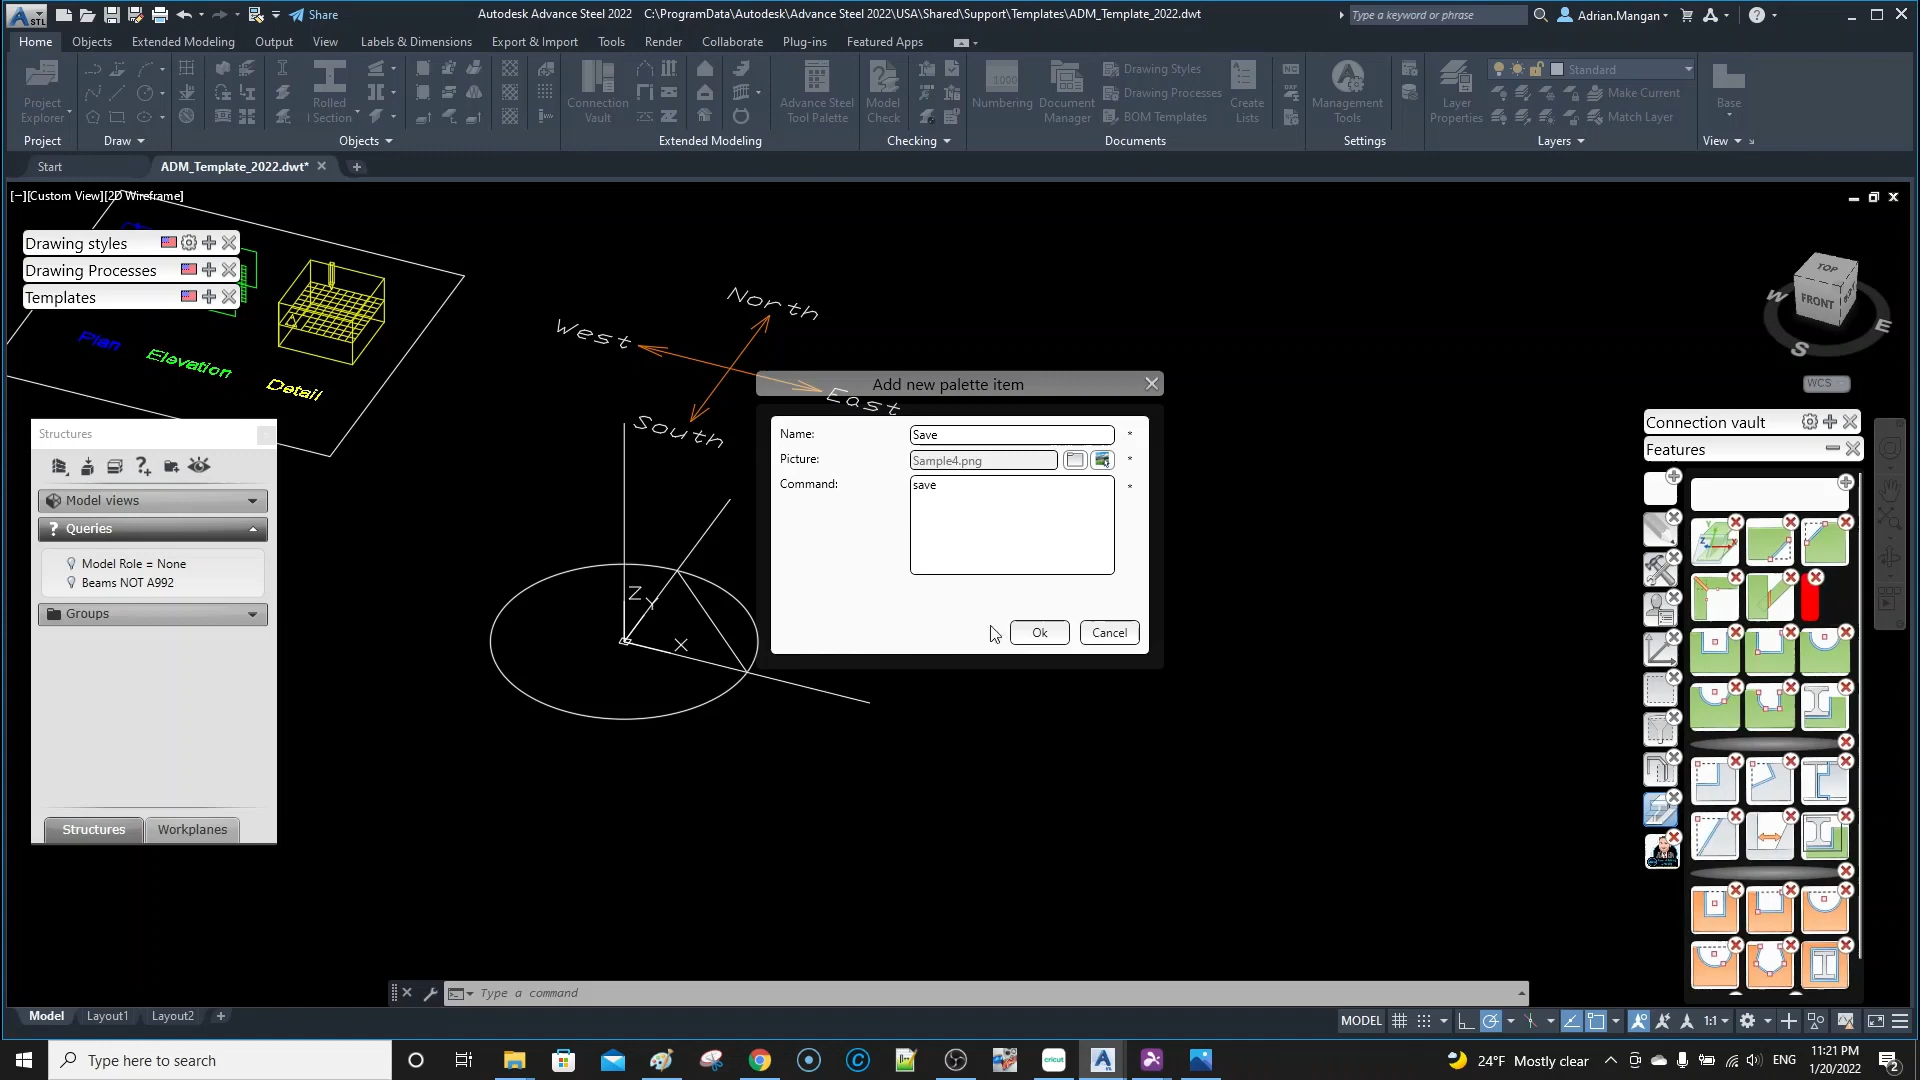 STL
Share
Autodesk Advance Steel 2022 C:\ProgramData\Autodesk\Advance Steel 2022\USA\Shared\Support\Templates\ADM_Template_2022.dwt
Type a keyword or phrase
Adrian.Mangan
Home
Objects
Extended Modeling
Output
View
Labels & Dimensions
Export & Import
Tools
Render
Collaborate
Plug-ins
Featured Apps
Project Explorer
Rolled I Section
Connection Vault
Advance Steel Tool Palette
Model Check
1000
Numbering
Document Manager
Drawing Styles
Drawing Processes
BOM Templates
Create Lists
NC
DXF
Management Tools
Layer Properties
Standard
Make Current
Match Layer
Base
Project
Draw
Objects
Extended Modeling
Checking
Documents
Settings
Layers
View
Start
ADM_Template_2022.dwt*
[−][Custom View][2D Wireframe]
Drawing styles
Drawing Processes
Templates
Plan
Elevation
Detail
North
West
East
South
Z
Y
X
TOP
FRONT
W
S
E
WCS
Structures
Model views
? Queries
Model Role = None
Beams NOT A992
Groups
Structures
Workplanes
Add new palette item
Name:
Save
*
Picture:
Sample4.png
*
Command:
save
*
Ok
Cancel
Connection vault
Features
Type a command
Model
Layout1
Layout2
MODEL
1:1
Type here to search
cricut
24°F Mostly clear
ENG
11:21 PM
1/20/2022
2